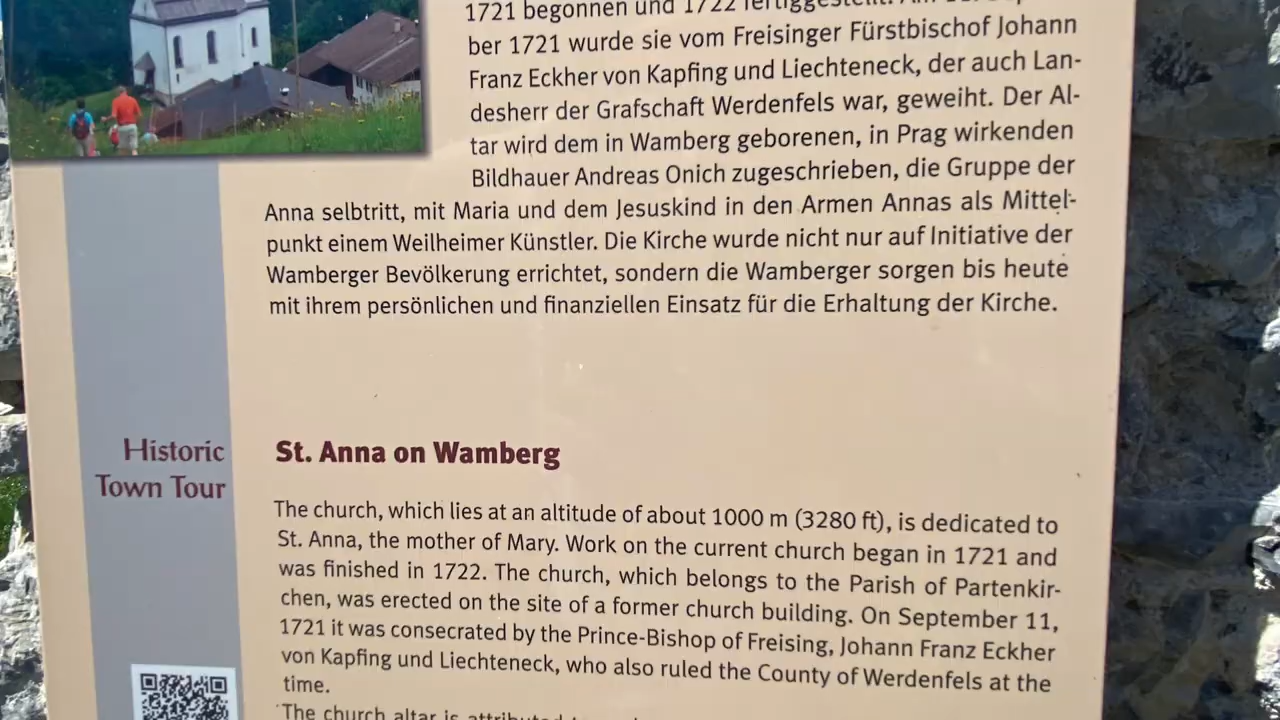 1721 begonnen und 1722 fertiggestellt. Am
ber 1721 wurde sie vom Freisinger Fürstbischof Johann
Franz Eckher von Kapfing und Liechteneck, der auch Lan-
desherr der Grafschaft Werdenfels war, geweiht. Der Al-
tar wird dem in Wamberg geborenen, in Prag wirkenden
Bildhauer Andreas Onich zugeschrieben, die Gruppe der
Anna selbtritt, mit Maria und dem Jesuskind in den Armen Annas als Mittel-
punkt einem Weilheimer Künstler. Die Kirche wurde nicht nur auf Initiative der
Wamberger Bevölkerung errichtet, sondern die Wamberger sorgen bis heute
mit ihrem persönlichen und finanziellen Einsatz für die Erhaltung der Kirche.
Historic
Town Tour
St. Anna on Wamberg
The church, which lies at an altitude of about 1000 m (3280 ft), is dedicated to
St. Anna, the mother of Mary. Work on the current church began in 1721 and
was finished in 1722. The church, which belongs to the Parish of Partenkir-
chen, was erected on the site of a former church building. On September 11,
1721 it was consecrated by the Prince-Bishop of Freising, Johann Franz Eckher
von Kapfing und Liechteneck, who also ruled the County of Werdenfels at the
time.
The church altar is attributed